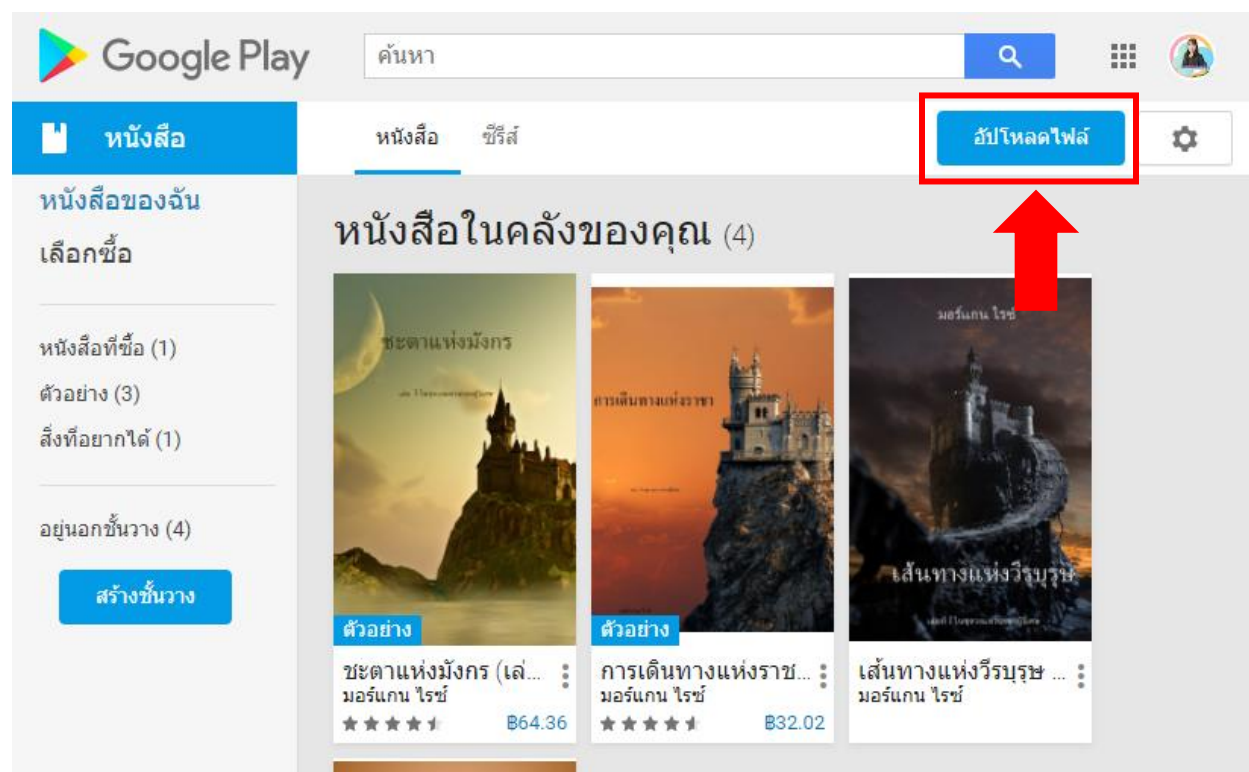 Google Play
ค้นหา
หนังสือ
หนังสือ
ซีรีส์
อัปโหลดไฟล์
หนังสือของฉัน
เลือกซื้อ
หนังสือที่ซื้อ (1)
ตัวอย่าง (3)
สิ่งที่อยากได้ (1)
อยู่นอกชั้นวาง (4)
สร้างชั้นวาง
หนังสือในคลังของคุณ (4)
ชะตาแห่งมังกร
ตัวอย่าง
ชะตาแห่งมังกร (เล่...
มอร์แกน ไรซ์
฿64.36
การเดินทางแห่งราชา
ตัวอย่าง
การเดินทางแห่งราช...
มอร์แกน ไรซ์
฿32.02
มอร์แกน ไรซ์
เส้นทางแห่งวีรบุรุษ
เส้นทางแห่งวีรบุรุษ ...
มอร์แกน ไรซ์